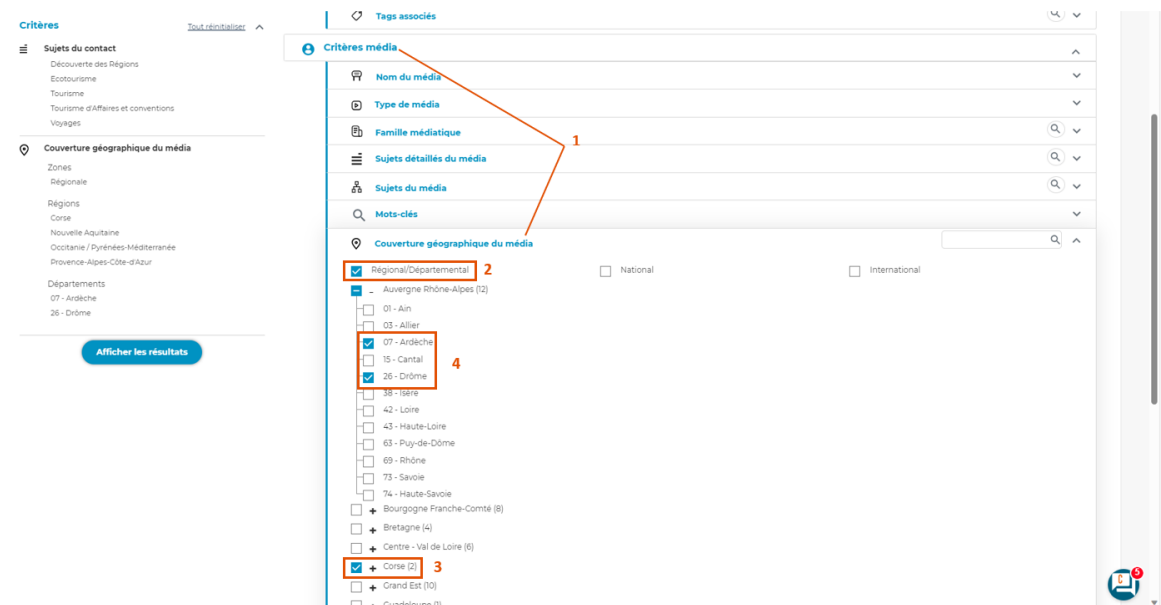 Critères
Tout réinitialiser
Sujets du contact
Découverte des Régions
Ecotourisme
Tourisme
Tourisme d'Affaires et conventions
Voyages
Couverture géographique du média
Zones
Régionale
Régions
Corse
Nouvelle Aquitaine
Occitanie / Pyrénées-Méditerranée
Provence-Alpes-Côte-d'Azur
Départements
07 - Ardèche
26 - Drôme
Afficher les résultats
Tags associés
Critères média
Nom du média
Type de média
Famille médiatique
1
Sujets détaillés du média
Sujets du média
Mots-clés
Couverture géographique du média
Régional/Départemental 2 National International
Auvergne Rhône-Alpes (12)
01 - Ain
03 - Allier
07 - Ardèche
15 - Cantal
4
26 - Drôme
38 - Isère
42 - Loire
43 - Haute-Loire
63 - Puy-de-Dôme
69 - Rhône
73 - Savoie
74 - Haute-Savoie
Bourgogne Franche-Comté (8)
Bretagne (4)
Centre - Val de Loire (6)
Corse (2) 3
Grand Est (10)
Guadeloupe (1)
C 5